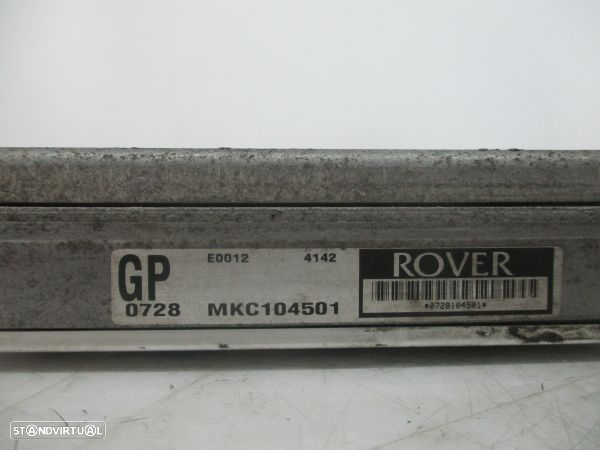 GP E0012 4142 ROVER
0728 MKC104501 *0728104501*
STANDVIRTUAL